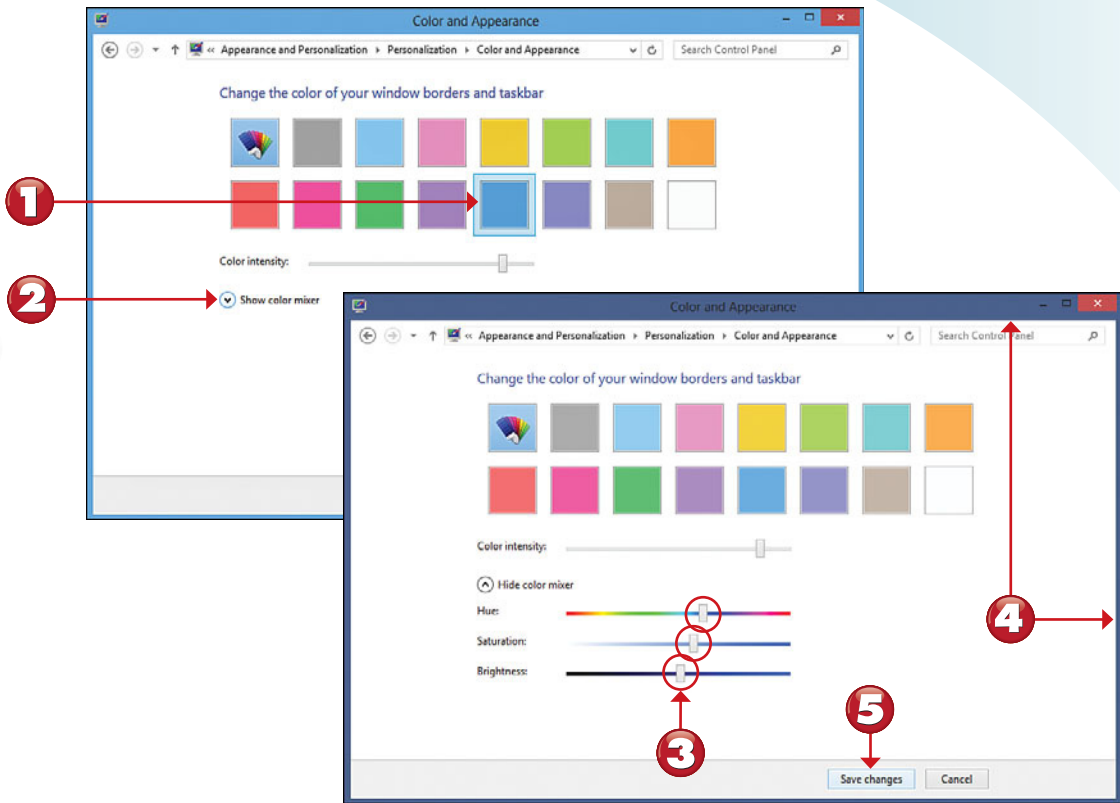 Color and Appearance
« Appearance and Personalization ▸ Personalization ▸ Color and Appearance
Search Control Panel
Change the color of your window borders and taskbar
1
Color intensity:
2
Show color mixer
Color and Appearance
« Appearance and Personalization ▸ Personalization ▸ Color and Appearance
Search Control Panel
Change the color of your window borders and taskbar
Color intensity:
Hide color mixer
Hue:
4
Saturation:
Brightness:
3
5
Save changes Cancel